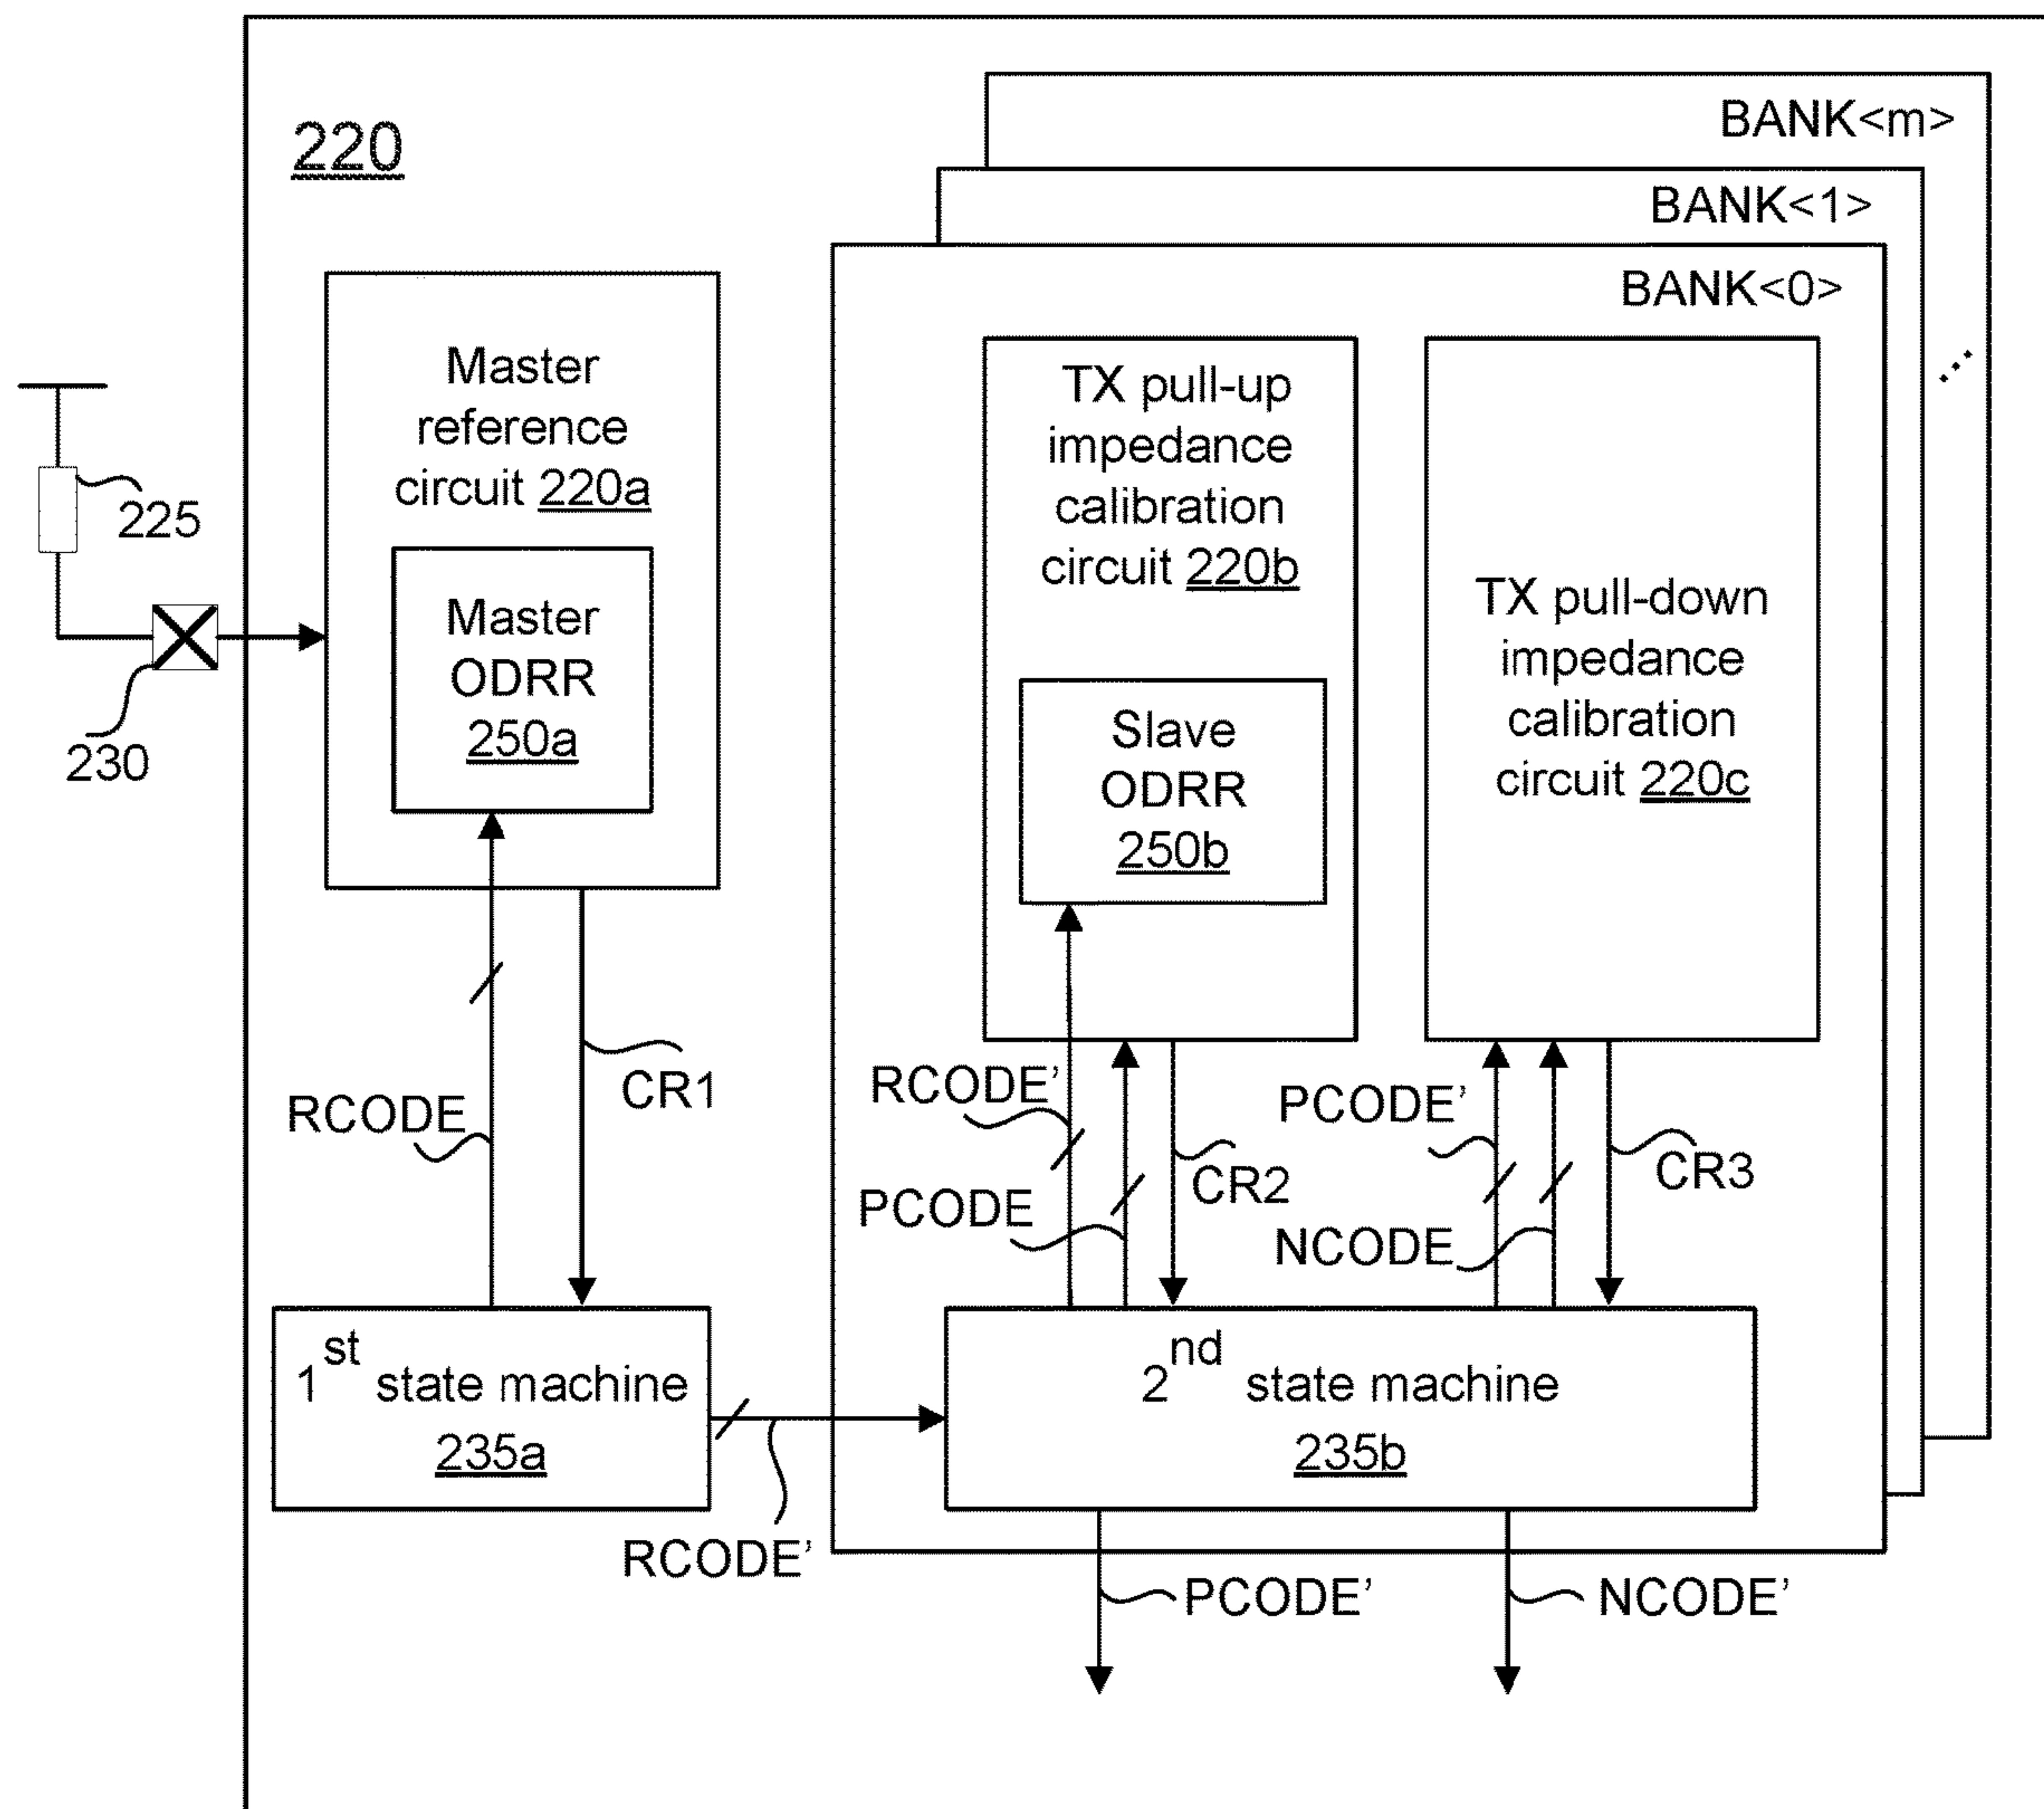 220
BANK<m>
BANK<1>
BANK<0>
Master
reference
circuit 220a
Master
ODRR
250a
225
230
TX pull-up
impedance
calibration
circuit 220b
Slave
ODRR
250b
TX pull-down
impedance
calibration
circuit 220c
RCODE
CR1
RCODE’
PCODE
CR2
PCODE’
NCODE
CR3
1st state machine
235a
RCODE’
2nd state machine
235b
PCODE’
NCODE’